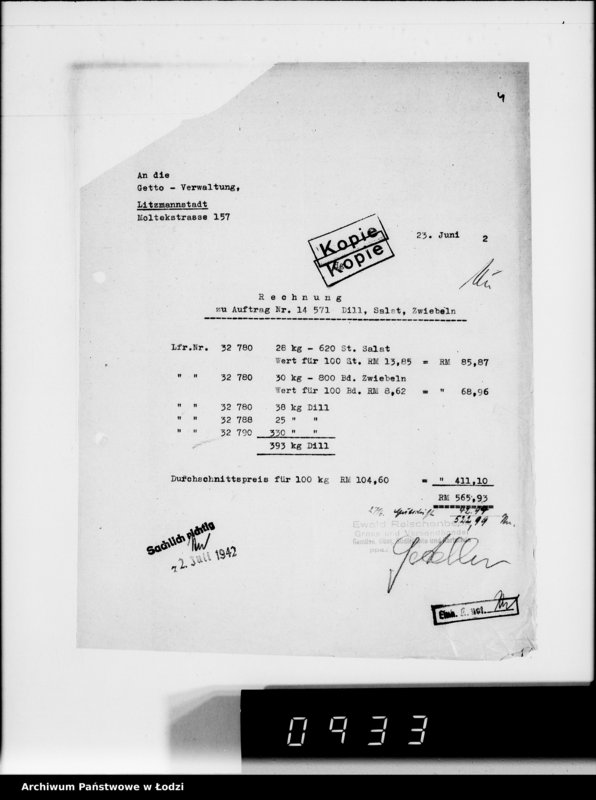 4
An die
Getto - Verwaltung,
Litzmannstadt
Moltekstrasse 157
Kopie
Kopie
23. Juni 2
Rechnung
zu Auftrag Nr. 14 571 Dill, Salat, Zwiebeln
Lfr.Nr. 32 780 28 kg - 620 St. Salat
Wert für 100 St. RM 13,85 = RM 85,87
" " 32 780 30 kg - 800 Bd. Zwiebeln
Wert für 100 Bd. RM 8,62 = " 68,96
" " 32 780 38 kg Dill
" " 32 788 25 " "
" " 32 790 330 " "
393 kg Dill
Durchschnittspreis für 100 kg RM 104,60 = " 411,10
RM 565,93
522,99
Ewald Reischenbach
Sachlich richtig
2. Juli 1942
0933
Archiwum Państwowe w Łodzi